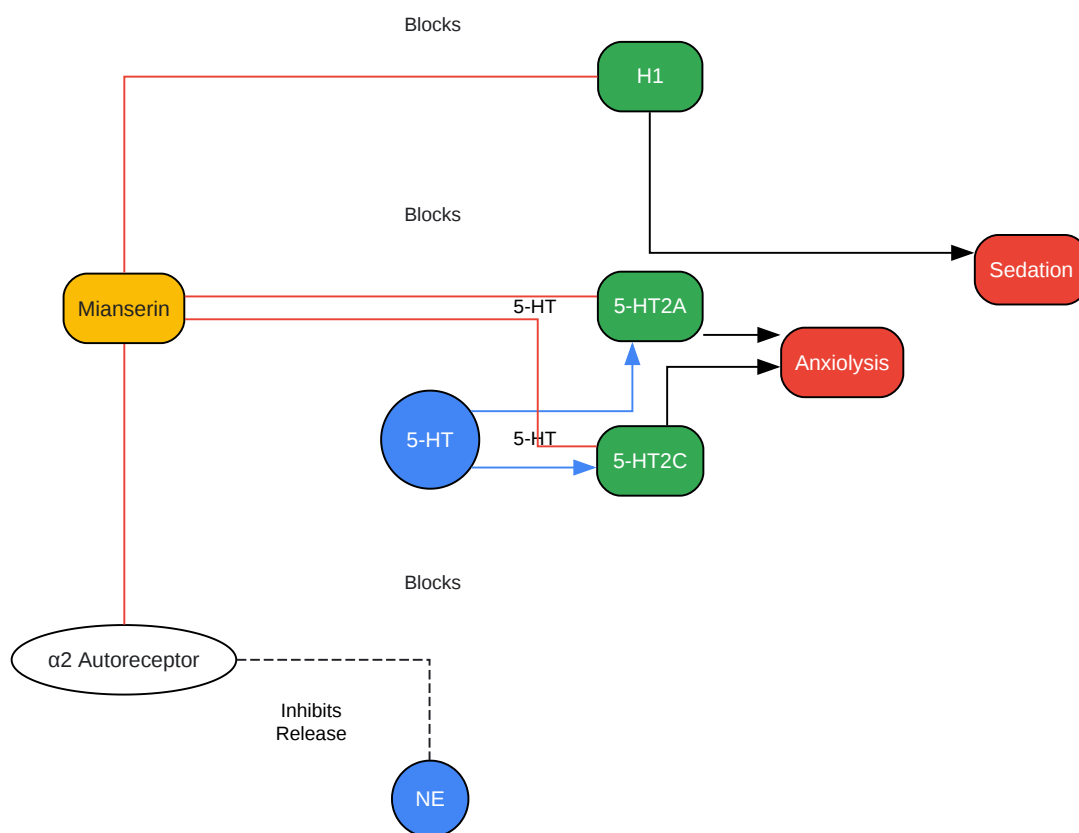 Blocks
H1
Blocks
Sedation
Mianserin
5-HT
5-HT2A
Anxiolysis
5-HT
5-HT
5-HT2C
Blocks
α2 Autoreceptor
Inhibits
Release
NE